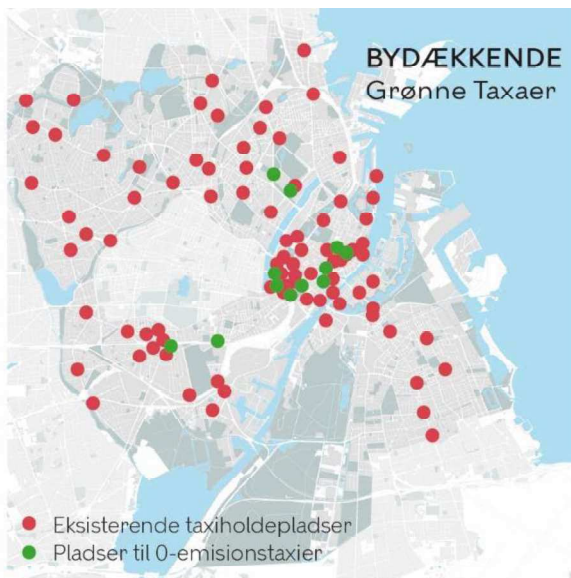 BYDÆKKENDE
Grønne Taxaer
Eksisterende taxiholdepladser
Pladser til 0-emisionstaxier